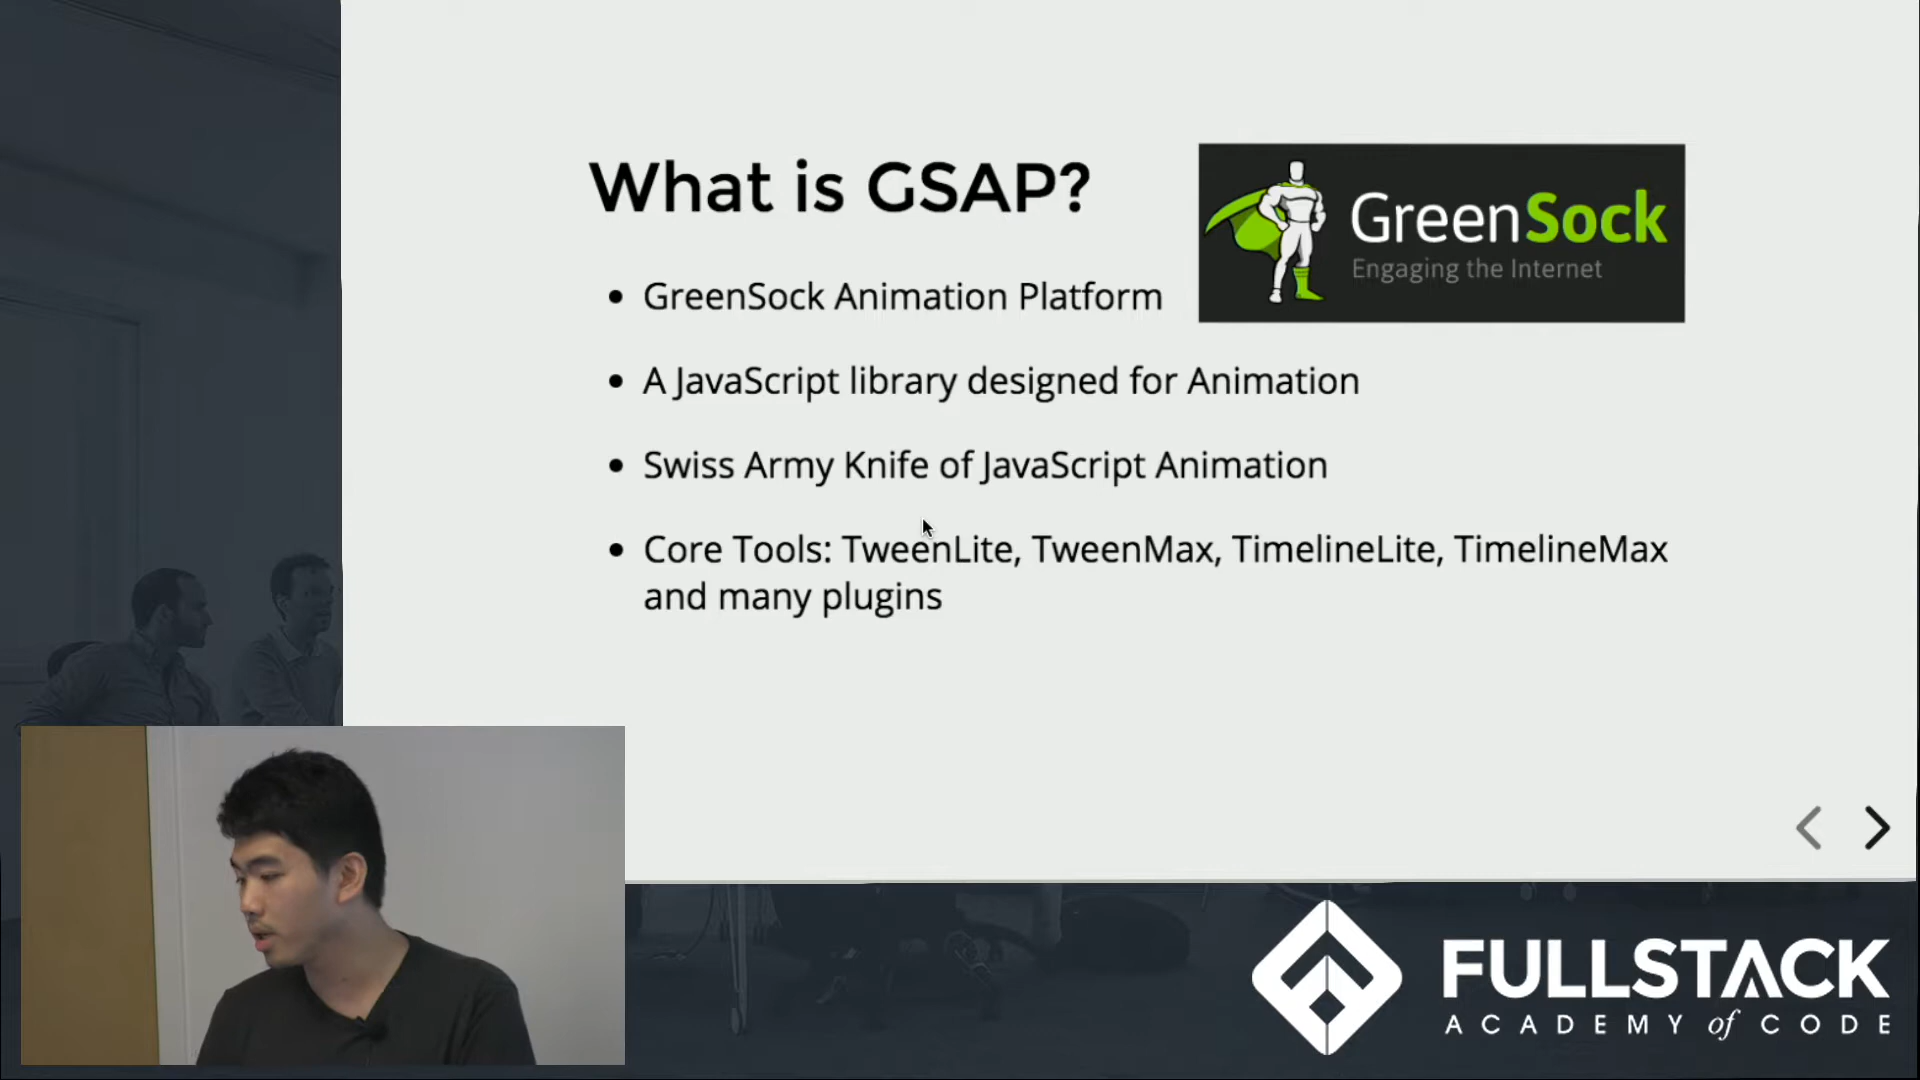 What is GSAP?
GreenSock
Engaging the Internet
• GreenSock Animation Platform
• A JavaScript library designed for Animation
• Swiss Army Knife of JavaScript Animation
• Core Tools: TweenLite, TweenMax, TimelineLite, TimelineMax
and many plugins
FULLSTACK
ACADEMY of CODE